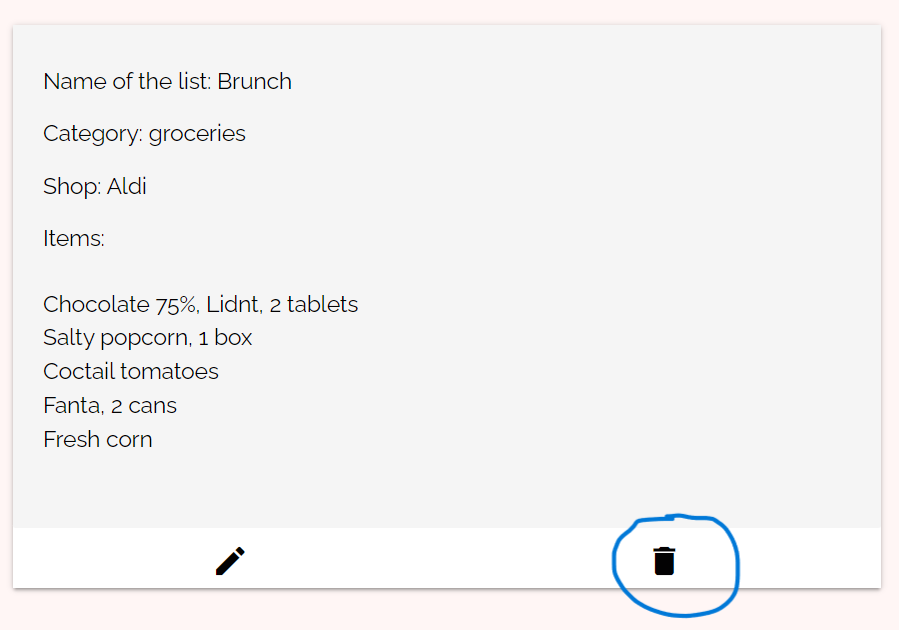 Name of the list: Brunch
Category: groceries
Shop: Aldi
Items:
Chocolate 75%, Lidnt, 2 tablets
Salty popcorn, 1 box
Coctail tomatoes
Fanta, 2 cans
Fresh corn